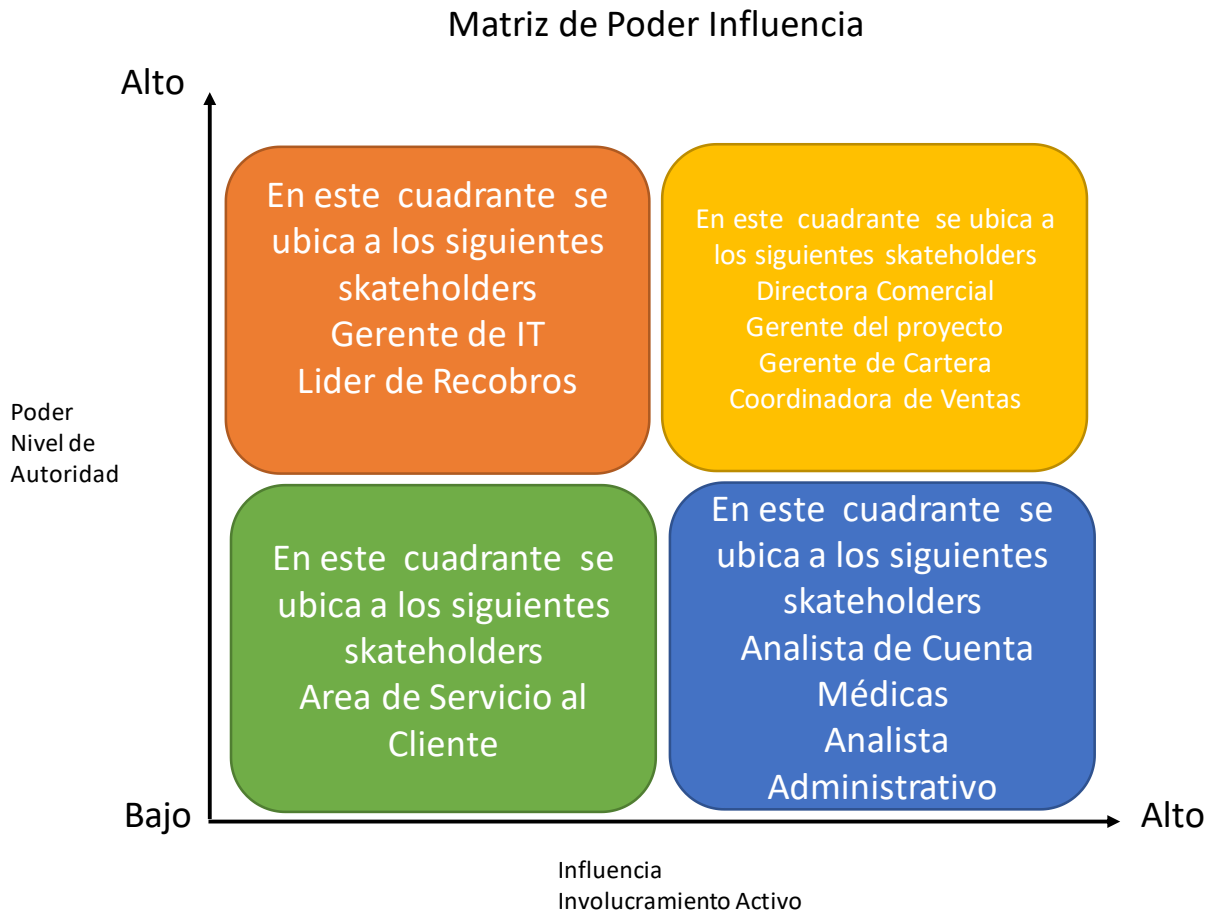 Matriz de Poder Influencia
Alto
En este cuadrante se
ubica a los siguientes
skateholders
Gerente de IT
Lider de Recobros
En este cuadrante se ubica a
los siguientes skateholders
Directora Comercial
Gerente del proyecto
Gerente de Cartera
Coordinadora de Ventas
Poder
Nivel de
Autoridad
En este cuadrante se
ubica a los siguientes
skateholders
Area de Servicio al
Cliente
En este cuadrante se
ubica a los siguientes
skateholders
Analista de Cuenta
Médicas
Analista
Administrativo
Bajo
Alto
Influencia
Involucramiento Activo